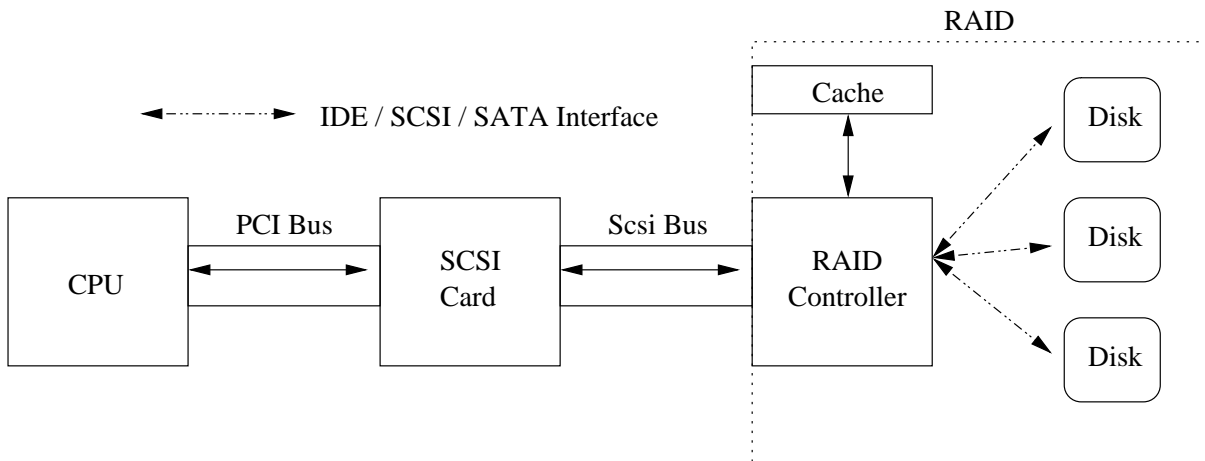 RAID
Cache
Disk
IDE / SCSI / SATA Interface
PCI Bus
Scsi Bus
Disk
CPU
SCSI
Card
RAID
Controller
Disk